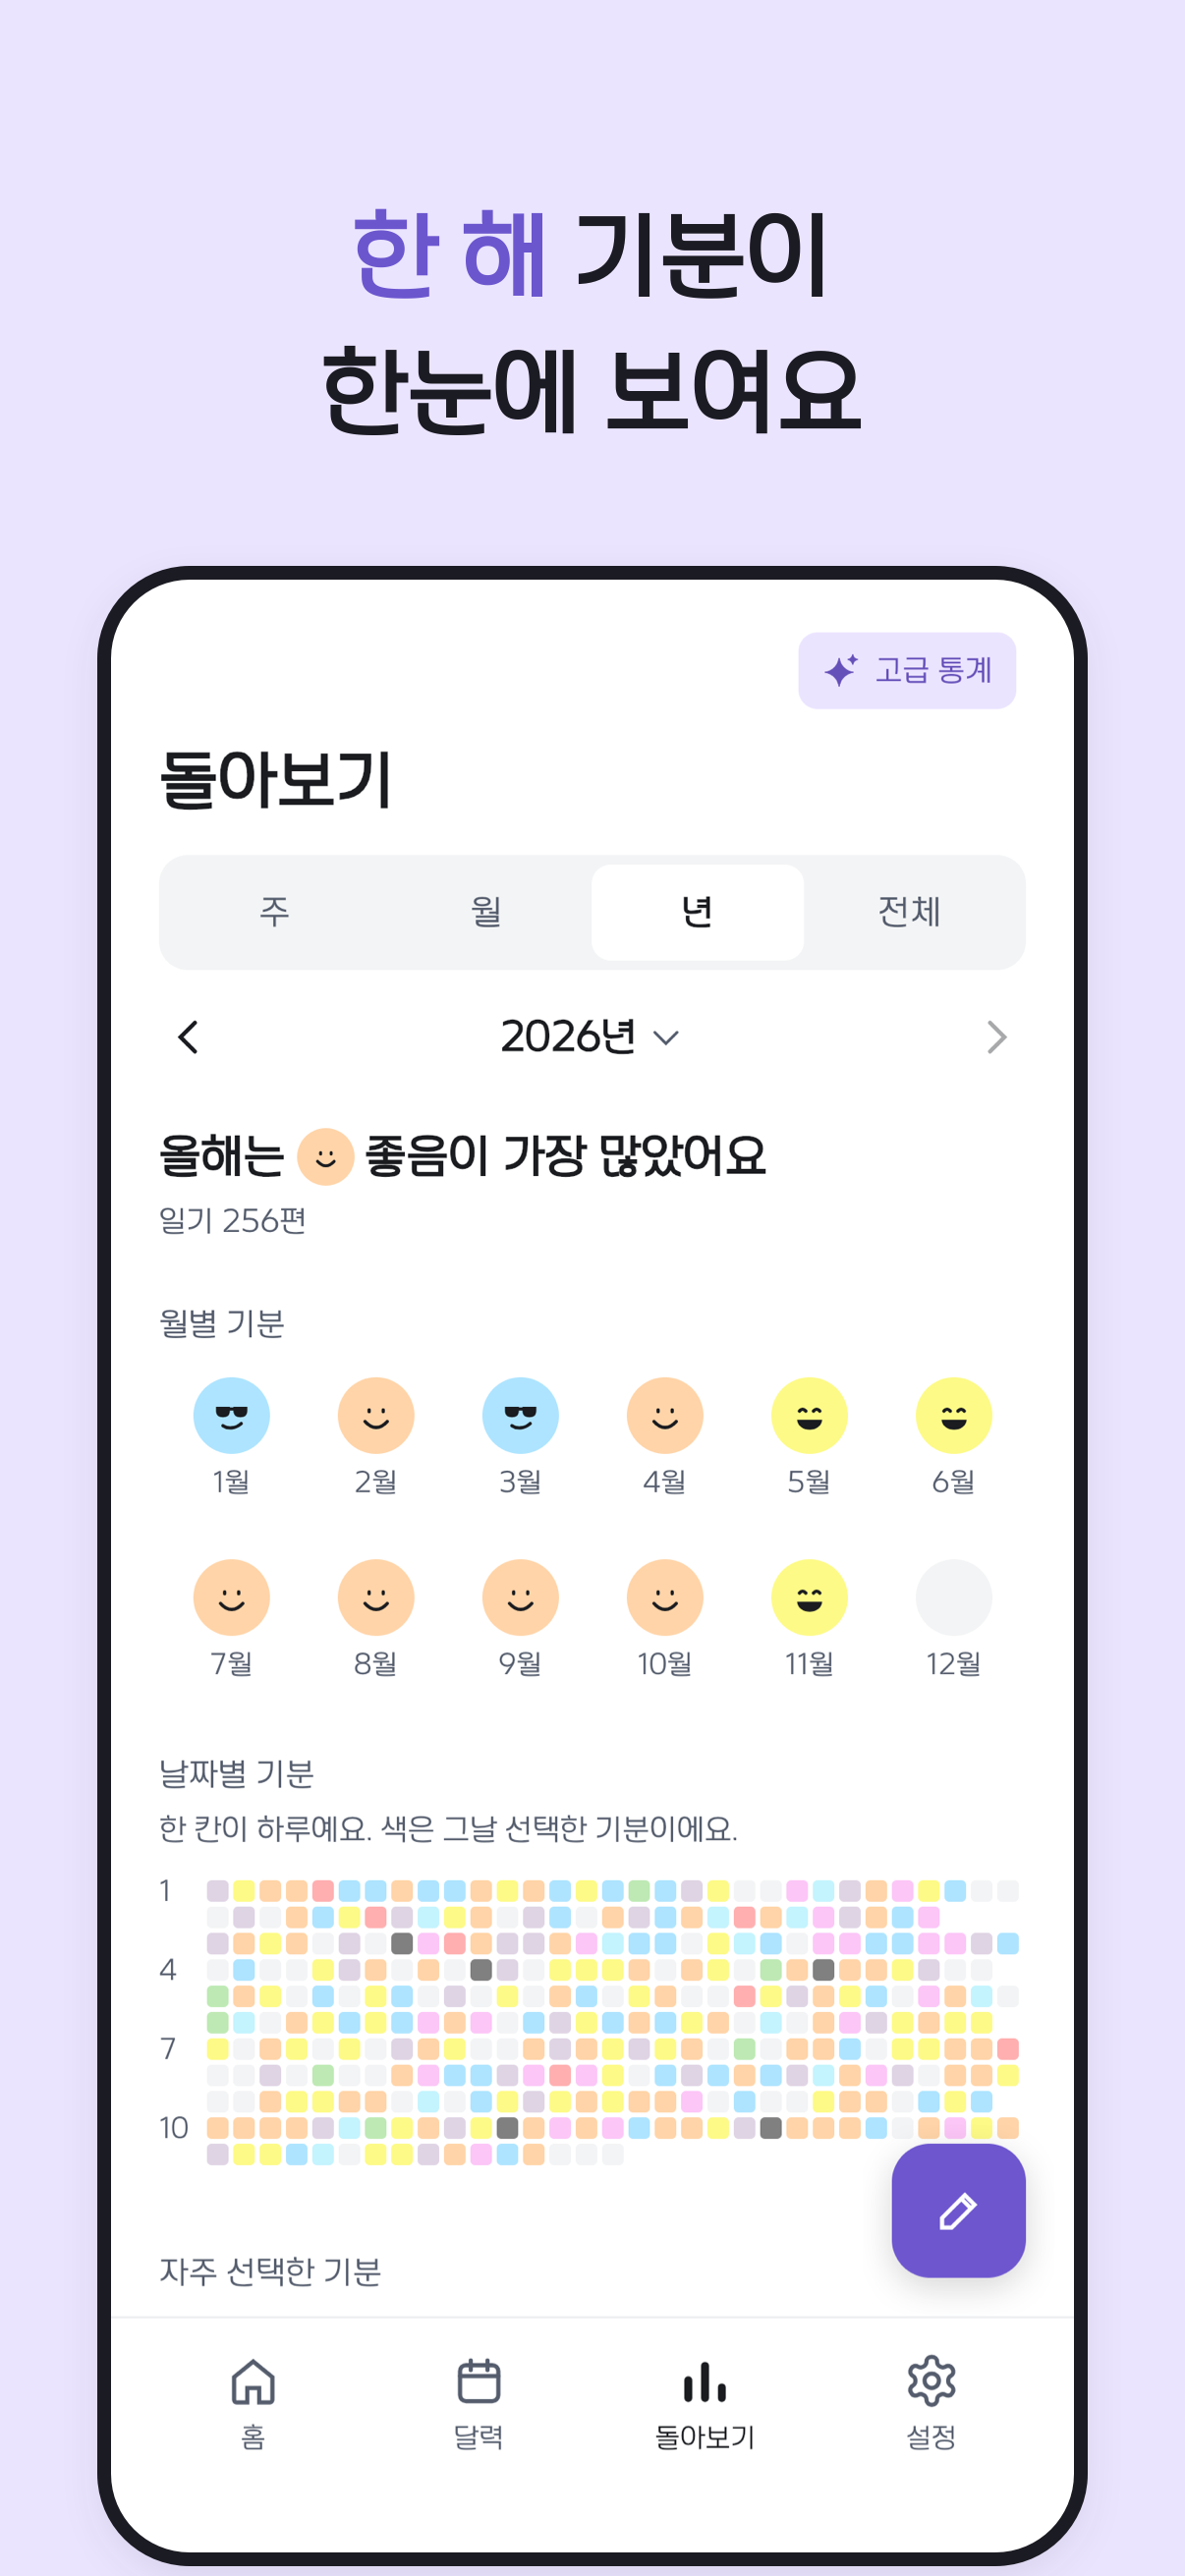 한 해 기분이
한눈에 보여요
고급 통계
돌아보기
주 월 년 전체
2026년
올해는 좋음이 가장 많았어요
일기 256편
월별 기분
1월 2월 3월 4월 5월 6월
7월 8월 9월 10월 11월 12월
날짜별 기분
한 칸이 하루예요. 색은 그날 선택한 기분이에요.
1
4
7
10
자주 선택한 기분
홈 달력 돌아보기 설정